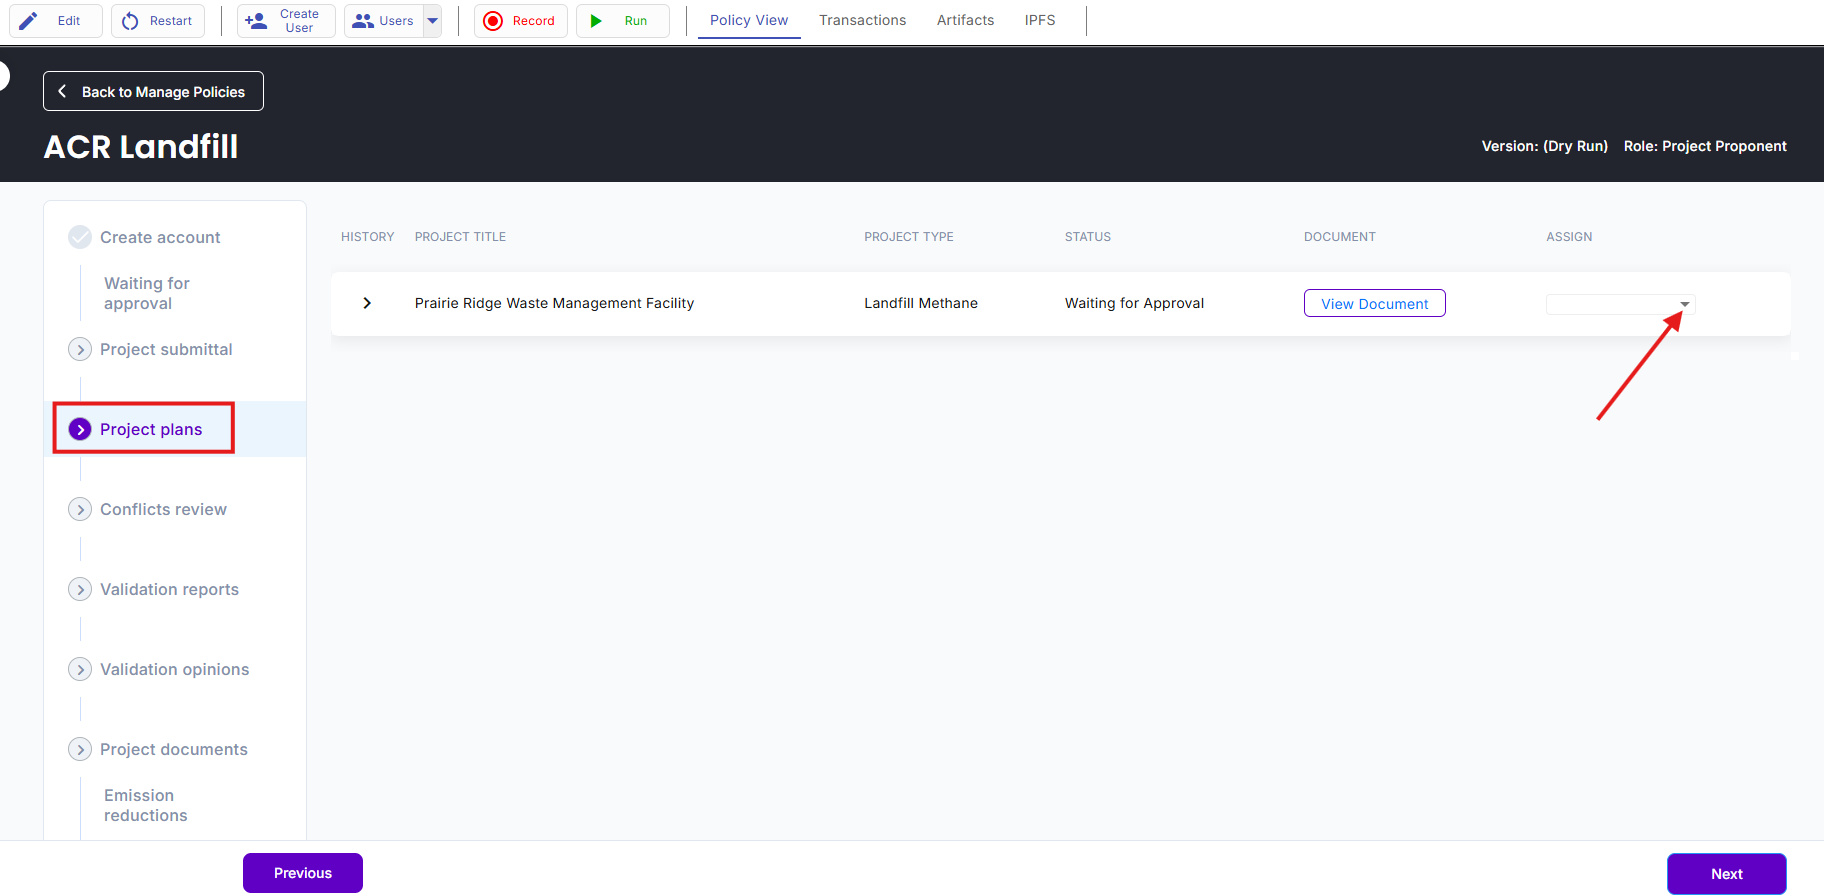 Edit
Restart
Create
User
Users
Record
Run
Policy View
Transactions
Artifacts
IPFS
Back to Manage Policies
ACR Landfill
Version: (Dry Run)
Role: Project Proponent
Create account
Waiting for
approval
Project submittal
Project plans
Conflicts review
Validation reports
Validation opinions
Project documents
Emission
reductions
HISTORY
PROJECT TITLE
PROJECT TYPE
STATUS
DOCUMENT
ASSIGN
Prairie Ridge Waste Management Facility
Landfill Methane
Waiting for Approval
View Document
Previous
Next